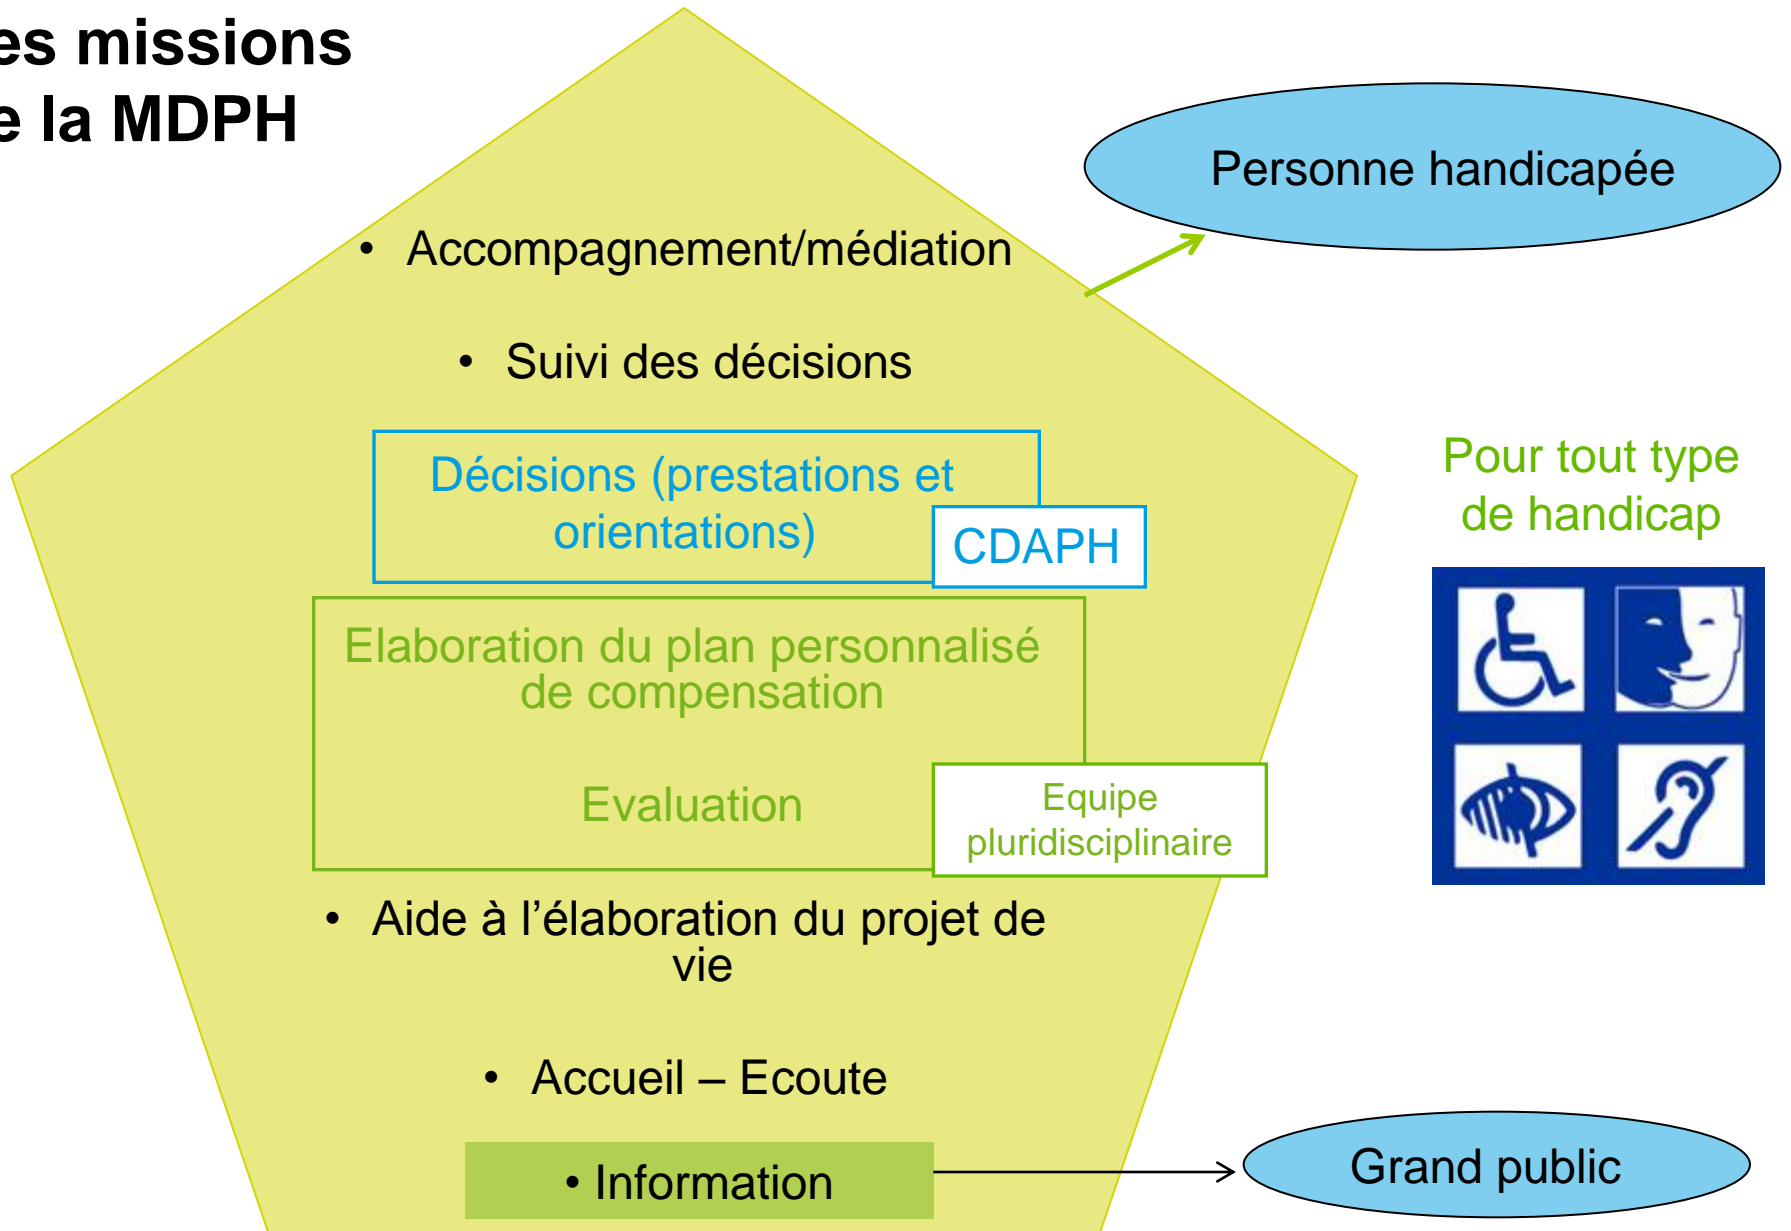 es missions
e la MDPH
Personne handicapée
• Accompagnement/médiation
• Suivi des décisions
Décisions (prestations et
orientations)
CDAPH
Pour tout type
de handicap
Elaboration du plan personnalisé
de compensation
Evaluation
Equipe
pluridisciplinaire
• Aide à l’élaboration du projet de
vie
• Accueil – Ecoute
• Information
Grand public